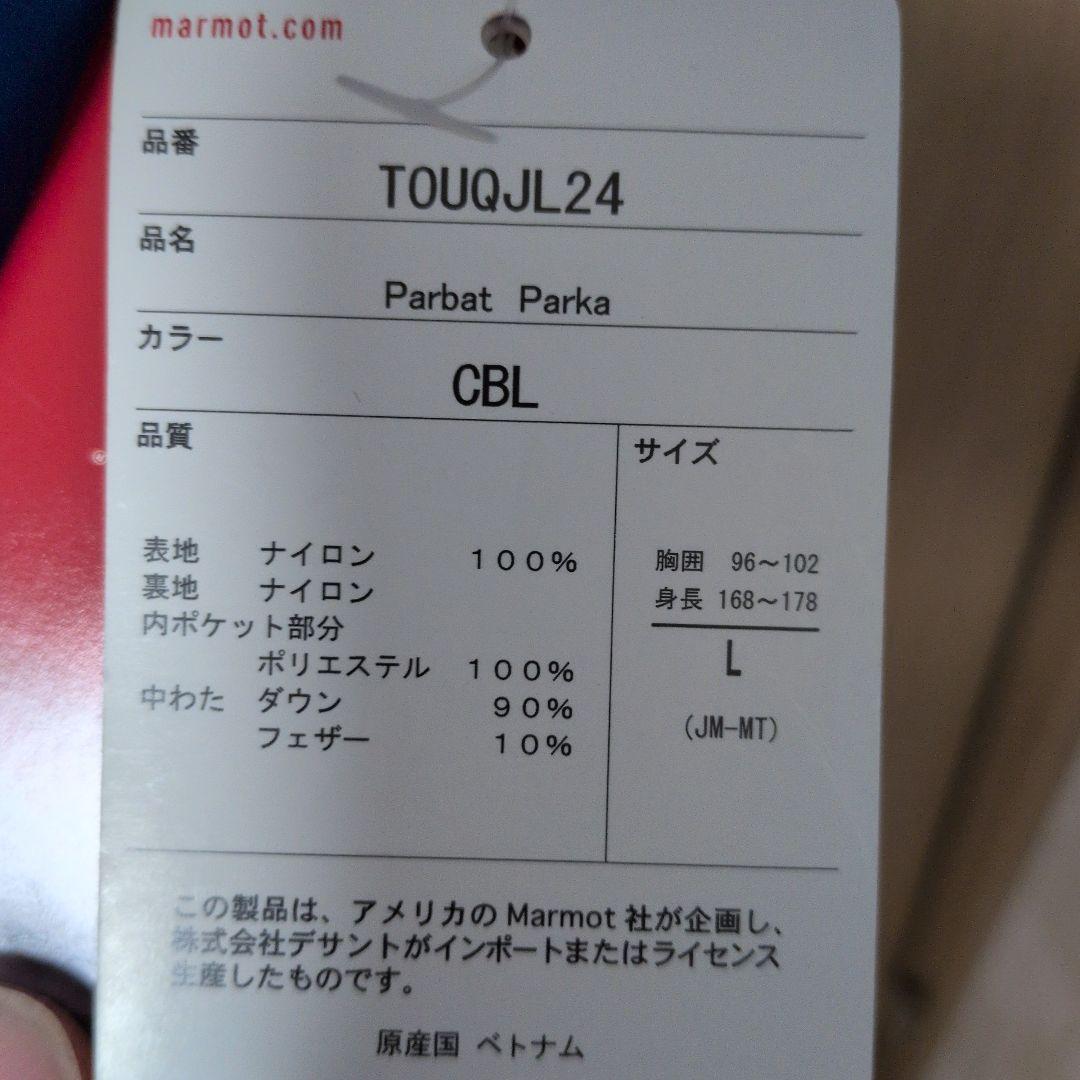 marmot.com
品番
TOUQJL24
品名
Parbat Parka
カラー
CBL
品質
表地 ナイロン 100%
裏地 ナイロン
内ポケット部分
ポリエステル 100%
中わた ダウン 90%
フェザー 10%
サイズ
胸囲 96～102
身長 168～178
L
(JM-MT)
この製品は、アメリカのMarmot社が企画し、
株式会社デサントがインポートまたはライセンス
生産したものです。
原産国 ベトナム